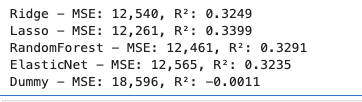 Ridge – MSE: 12,540, R²: 0.3249
Lasso – MSE: 12,261, R²: 0.3399
RandomForest – MSE: 12,461, R²: 0.3291
ElasticNet – MSE: 12,565, R²: 0.3235
Dummy – MSE: 18,596, R²: -0.0011